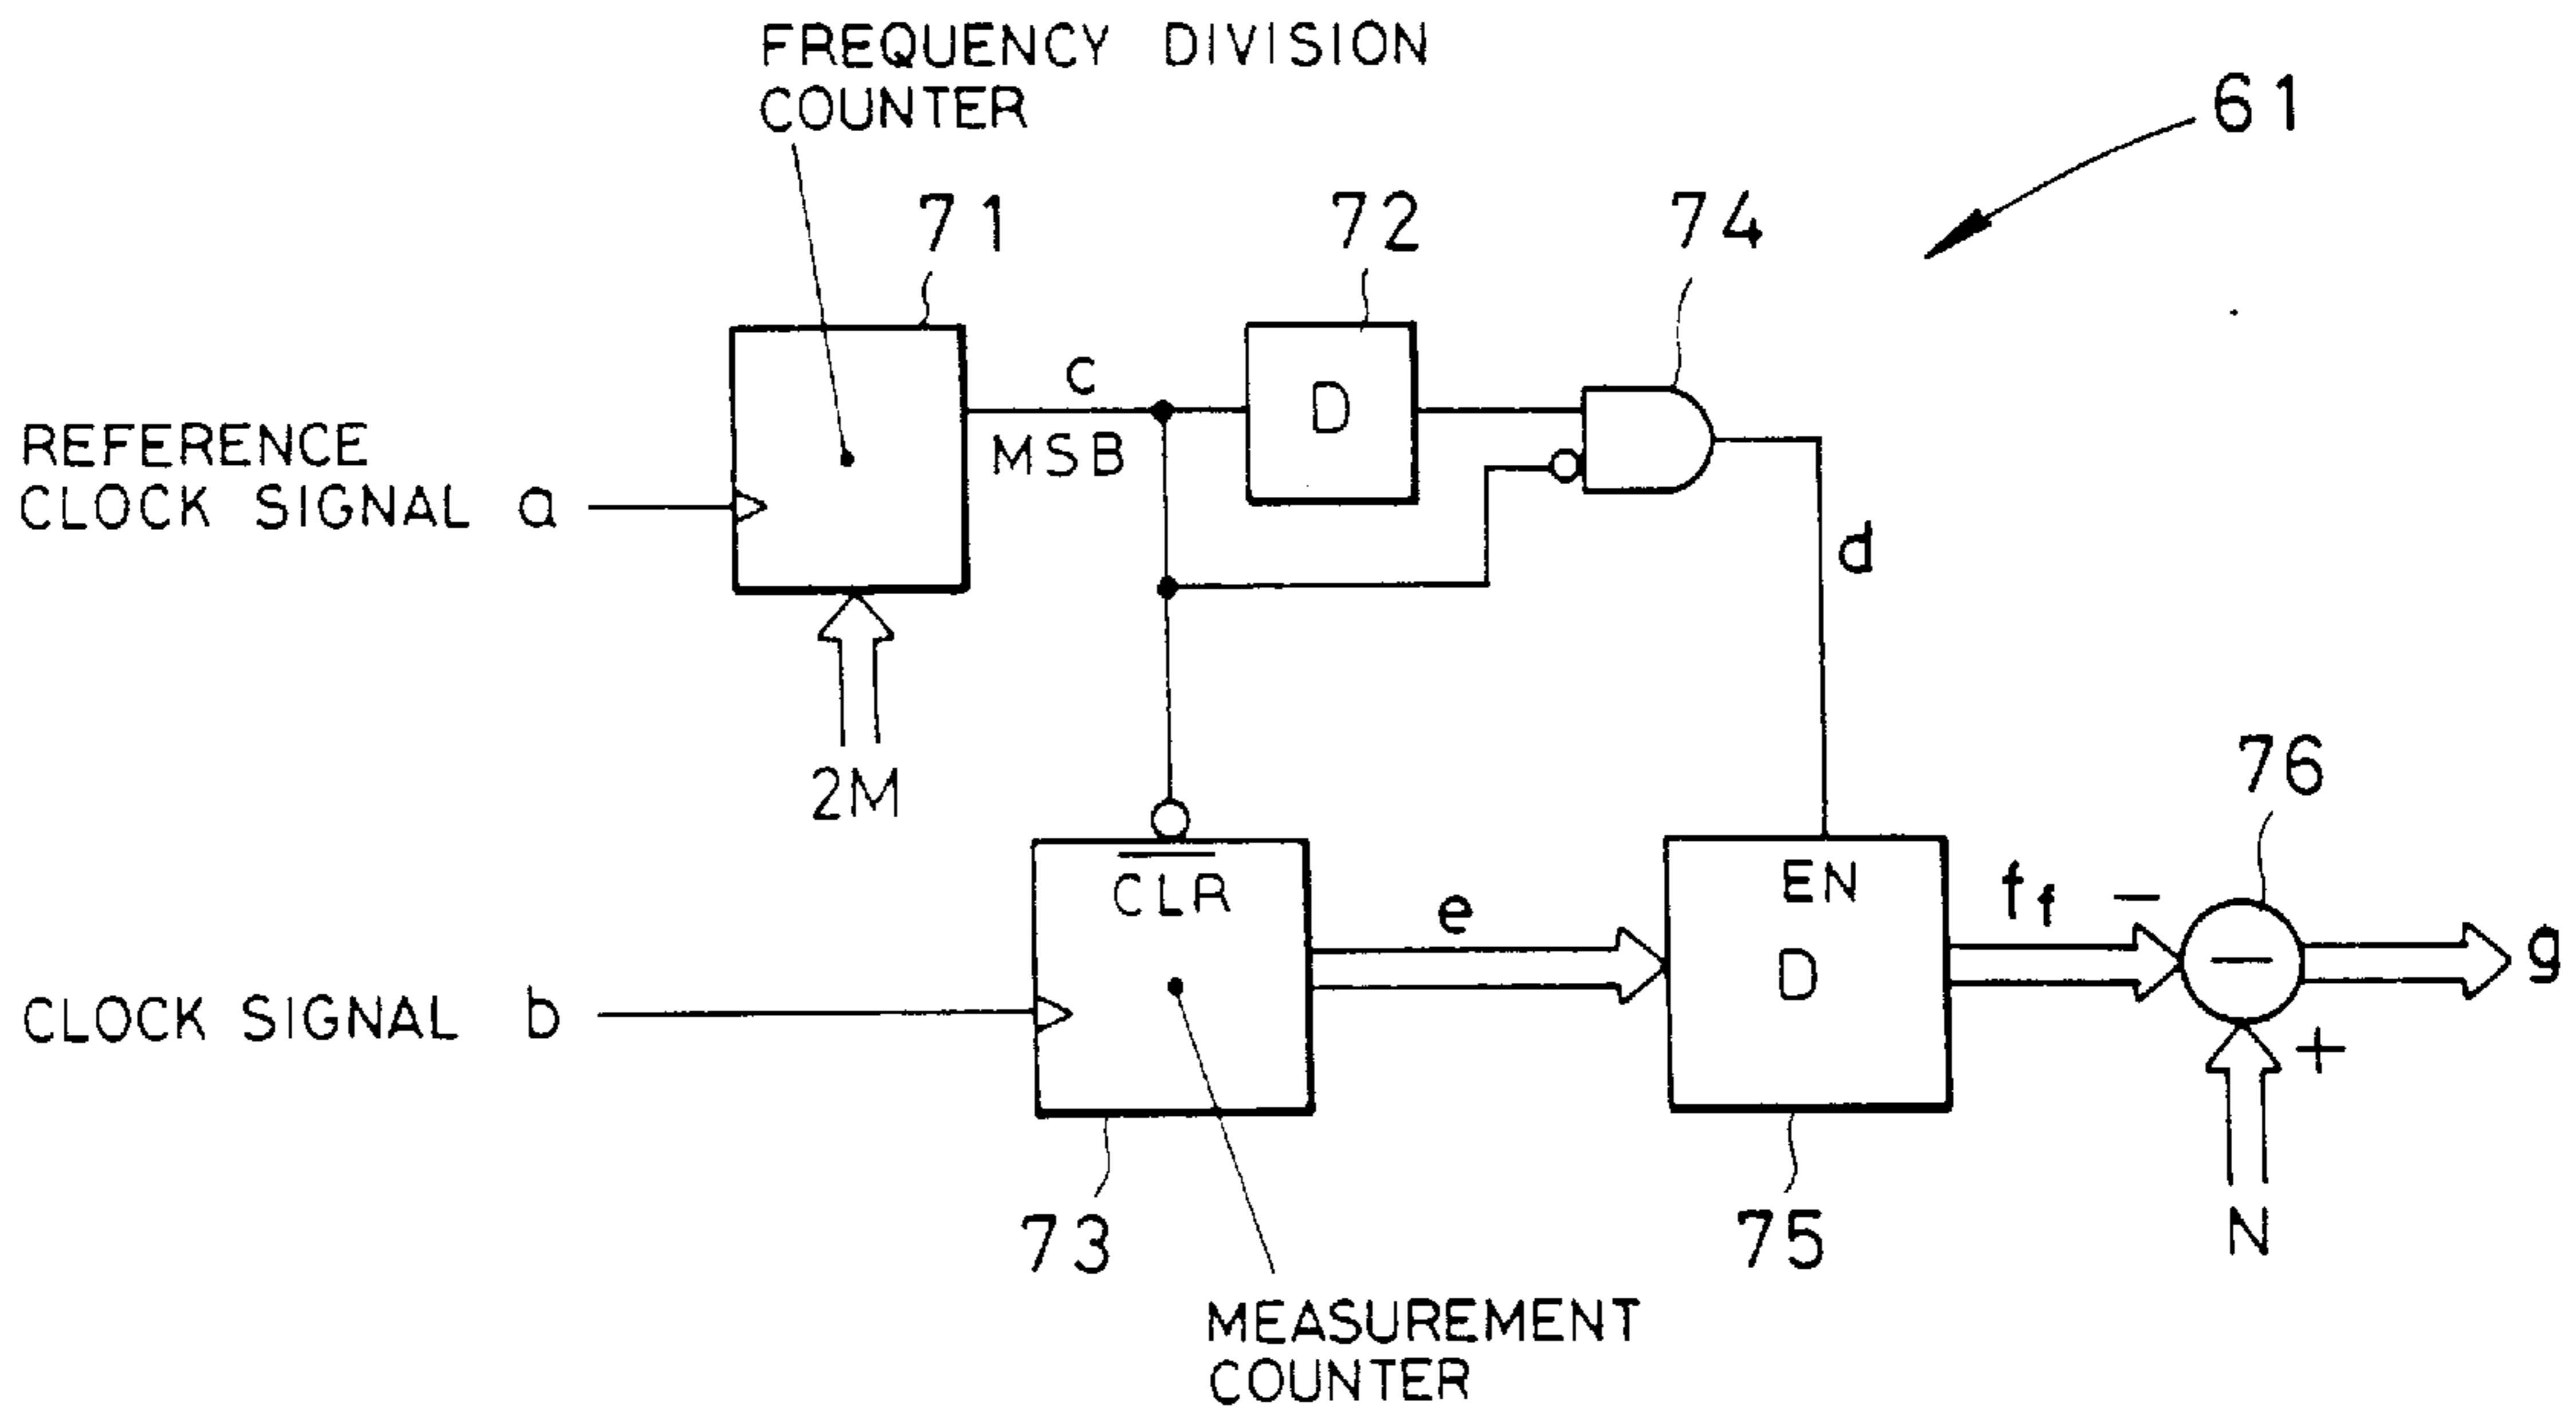 FREQUENCY DIVISION
COUNTER
61
71
72
74
c
MSB
D
REFERENCE
CLOCK SIGNAL a
d
2M
76
CLR
EN
e
f f
−
−
g
D
CLOCK SIGNAL b
+
73
75
N
MEASUREMENT
COUNTER